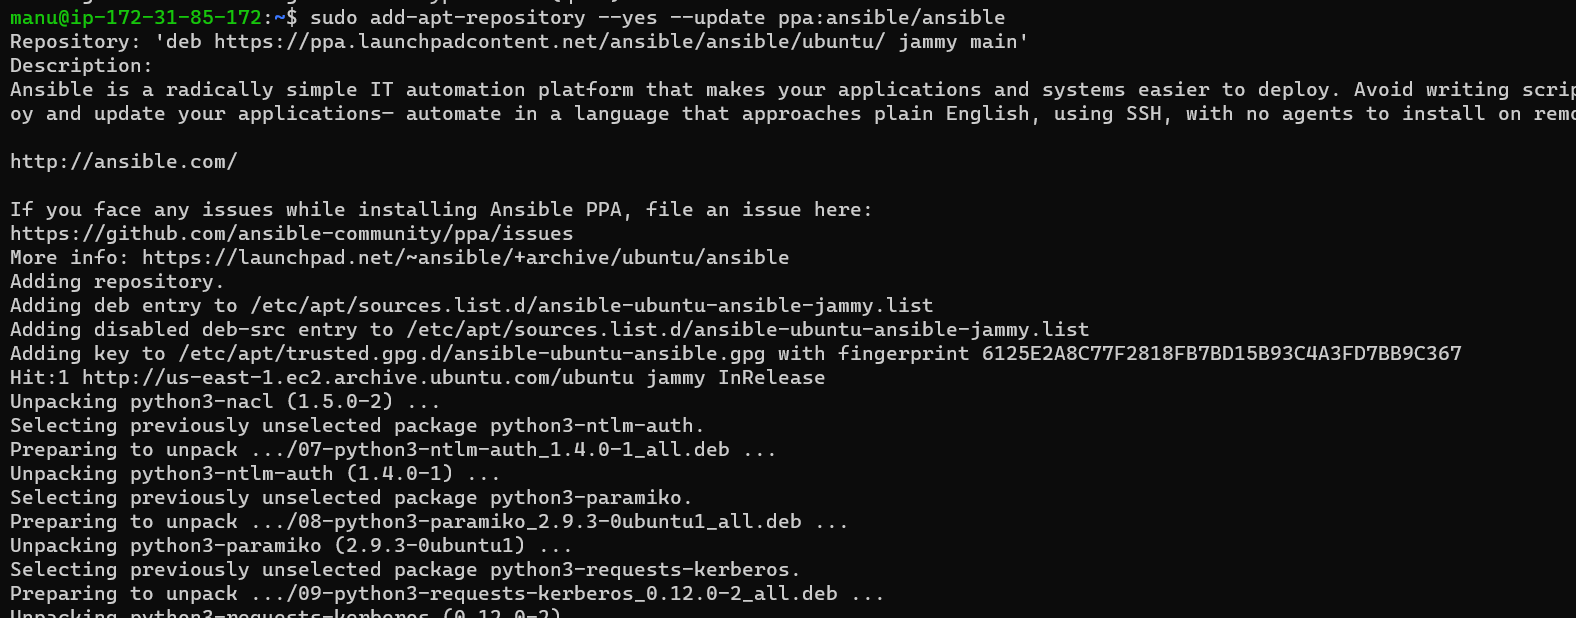 manu@ip-172-31-85-172:~$ sudo add-apt-repository --yes --update ppa:ansible/ansible
Repository: 'deb https://ppa.launchpadcontent.net/ansible/ansible/ubuntu/ jammy main'
Description:
Ansible is a radically simple IT automation platform that makes your applications and systems easier to deploy. Avoid writing scrip
oy and update your applications— automate in a language that approaches plain English, using SSH, with no agents to install on remo
http://ansible.com/
If you face any issues while installing Ansible PPA, file an issue here:
https://github.com/ansible-community/ppa/issues
More info: https://launchpad.net/~ansible/+archive/ubuntu/ansible
Adding repository.
Adding deb entry to /etc/apt/sources.list.d/ansible-ubuntu-ansible-jammy.list
Adding disabled deb-src entry to /etc/apt/sources.list.d/ansible-ubuntu-ansible-jammy.list
Adding key to /etc/apt/trusted.gpg.d/ansible-ubuntu-ansible.gpg with fingerprint 6125E2A8C77F2818FB7BD15B93C4A3FD7BB9C367
Hit:1 http://us-east-1.ec2.archive.ubuntu.com/ubuntu jammy InRelease
Unpacking python3-nacl (1.5.0-2) ...
Selecting previously unselected package python3-ntlm-auth.
Preparing to unpack .../07-python3-ntlm-auth_1.4.0-1_all.deb ...
Unpacking python3-ntlm-auth (1.4.0-1) ...
Selecting previously unselected package python3-paramiko.
Preparing to unpack .../08-python3-paramiko_2.9.3-0ubuntu1_all.deb ...
Unpacking python3-paramiko (2.9.3-0ubuntu1) ...
Selecting previously unselected package python3-requests-kerberos.
Preparing to unpack .../09-python3-requests-kerberos_0.12.0-2_all.deb ...
Unpacking python3-requests-kerberos (0.12.0-2)